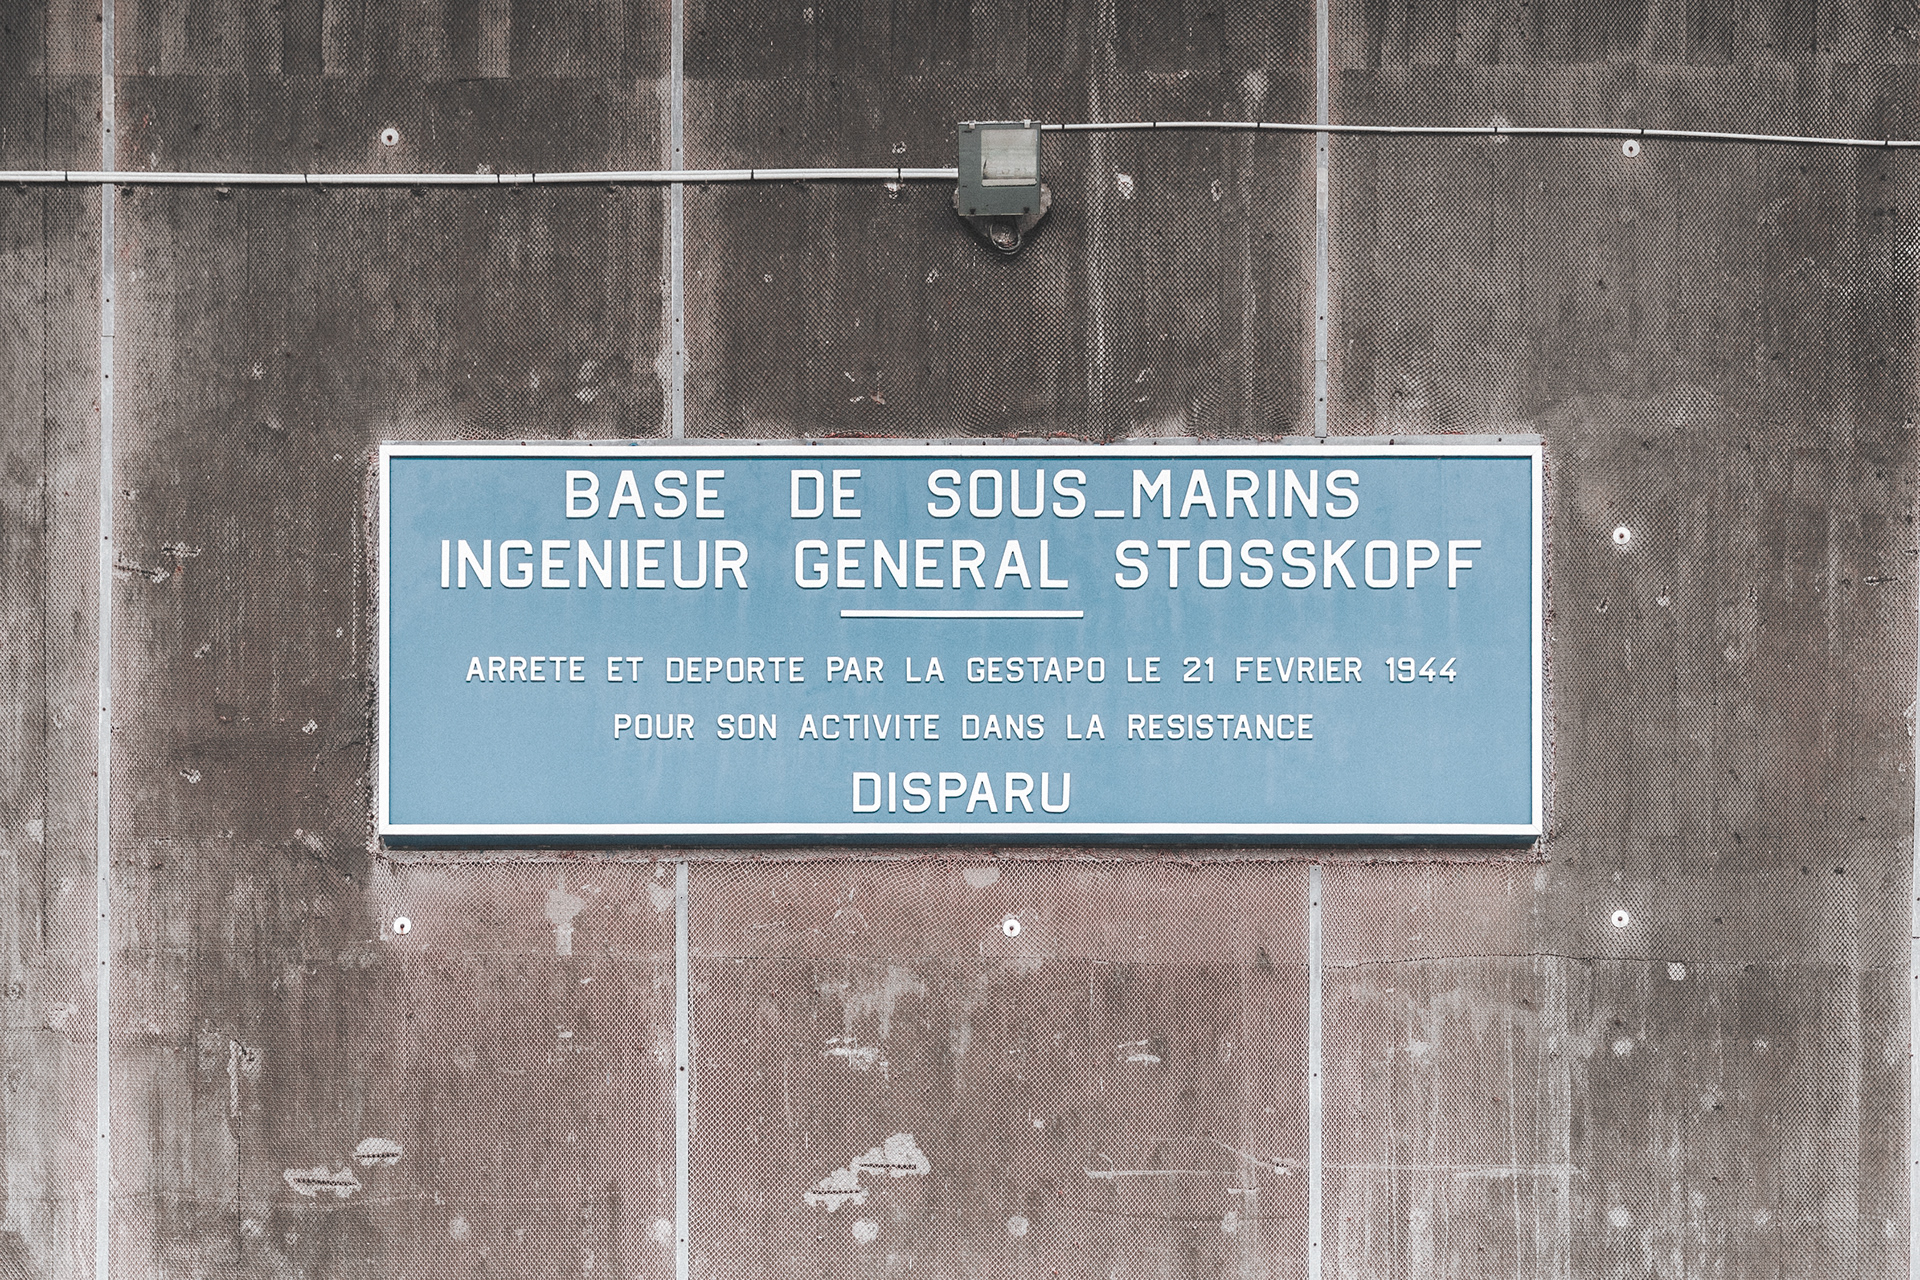 BASE DE SOUS_MARINS
INGENIEUR GENERAL STOSSKOPF
ARRETE ET DEPORTE PAR LA GESTAPO LE 21 FEVRIER 1944
POUR SON ACTIVITE DANS LA RESISTANCE
DISPARU